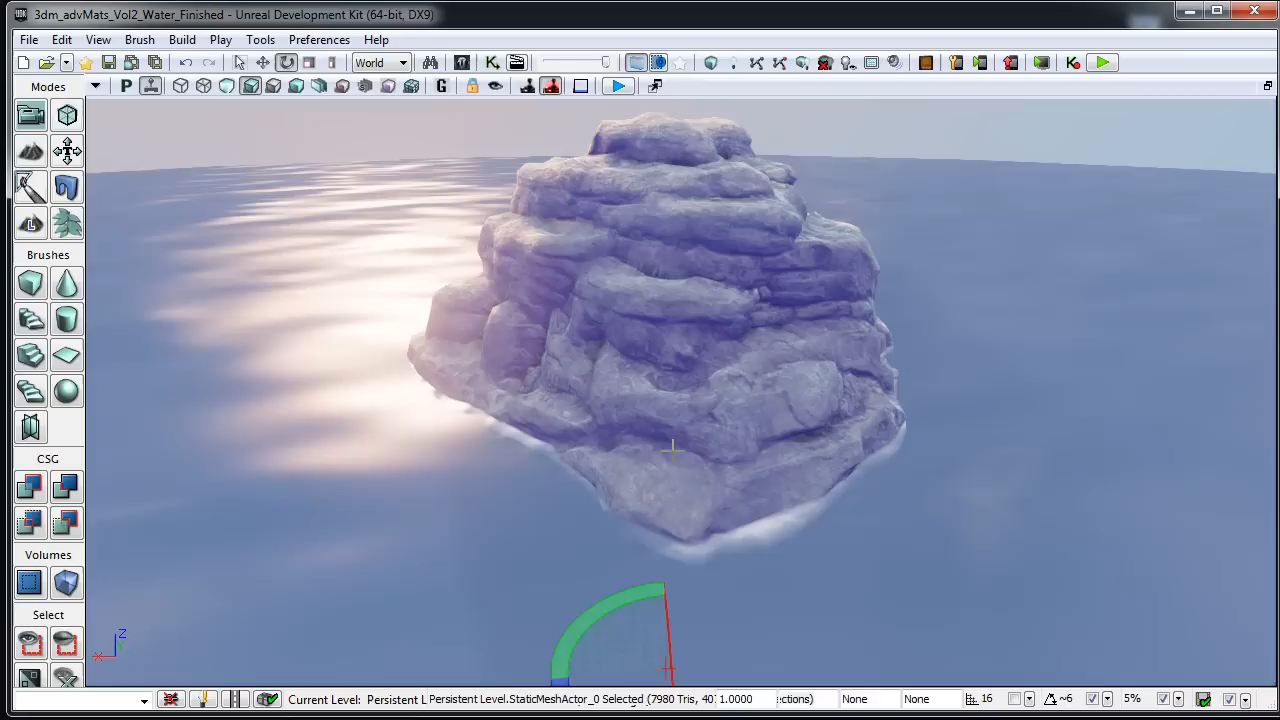 3dm_advMats_Vol2_Water_Finished - Unreal Development Kit (64-bit, DX9)
File Edit View Brush Build Play Tools Preferences Help
World
Modes P G
Brushes
CSG
Volumes
Select
Z
Current Level: Persistent L Persistent Level.StaticMeshActor_0 Selected (7980 Tris, 40 1.0000 ections) None None 16 ~6 5%